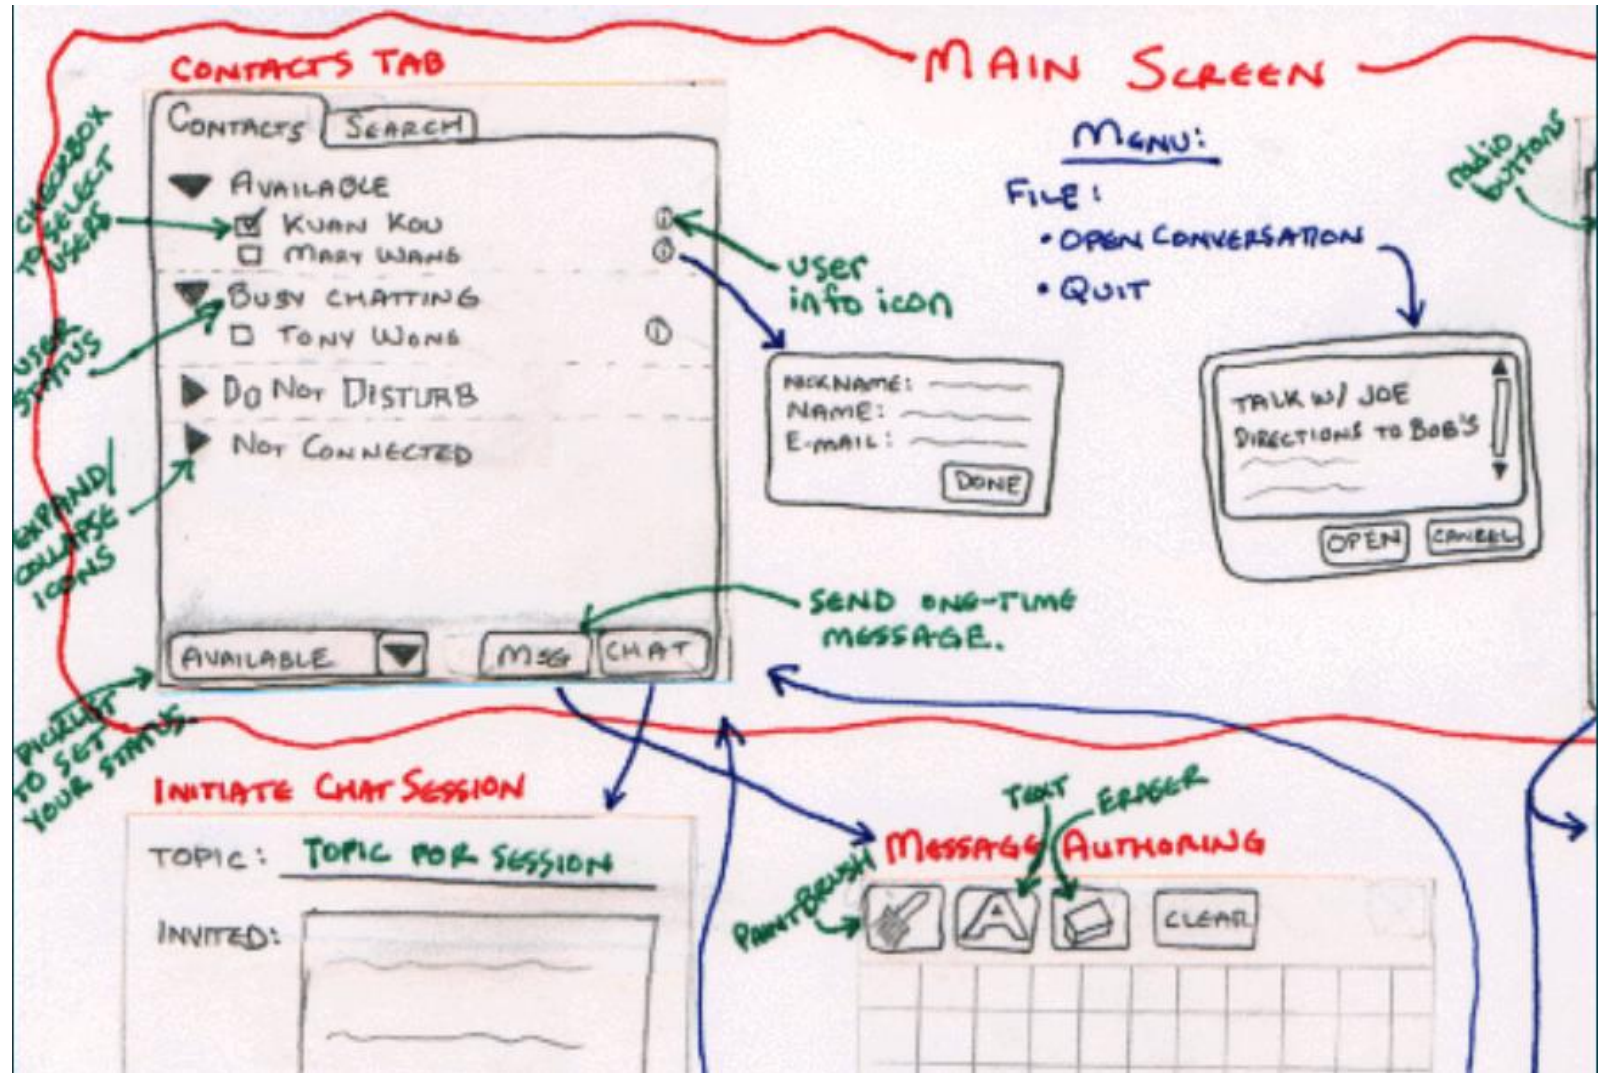 MAIN SCREEN
CONTACTS TAB
CONTACTS
SEARCH
CHECKBOX
TO SELECT
USERS
AVAILABLE
KUAN KOU
MARY WANG
USER
STATUS
BUSY CHATTING
TONY WONG
DO NOT DISTURB
EXPAND/
COLLAPSE
ICONS
NOT CONNECTED
user
info icon
NICKNAME:
NAME:
E-MAIL:
DONE
MENU:
FILE:
• OPEN CONVERSATION
• QUIT
TALK W/ JOE
DIRECTIONS TO BOB'S
OPEN
CANCEL
radio
buttons
SEND ONE-TIME
MESSAGE.
AVAILABLE
MSG
CHAT
PICKLIST
TO SET
YOUR STATUS.
INITIATE CHAT SESSION
TOPIC: TOPIC FOR SESSION
INVITED:
TEXT
ERASER
MESSAGE AUTHORING
PAINTBRUSH
A
CLEAR